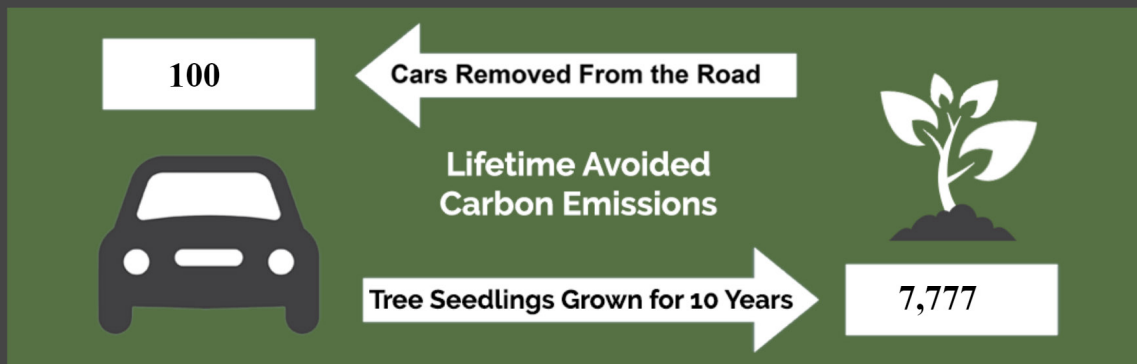 100
Cars Removed From the Road
Lifetime Avoided
Carbon Emissions
Tree Seedlings Grown for 10 Years
7,777